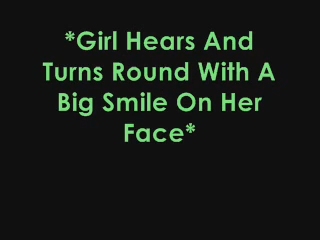 *Girl Hears And
Turns Round With A
Big Smile On Her
Face*